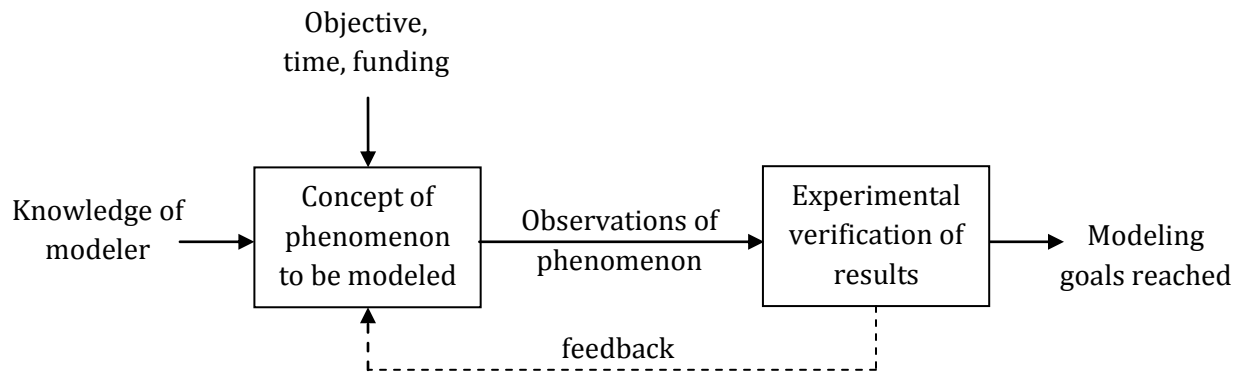 Objective,
time, funding
Knowledge of
modeler
Concept of
phenomenon
to be modeled
Observations of
phenomenon
Experimental
verification of
results
Modeling
goals reached
feedback